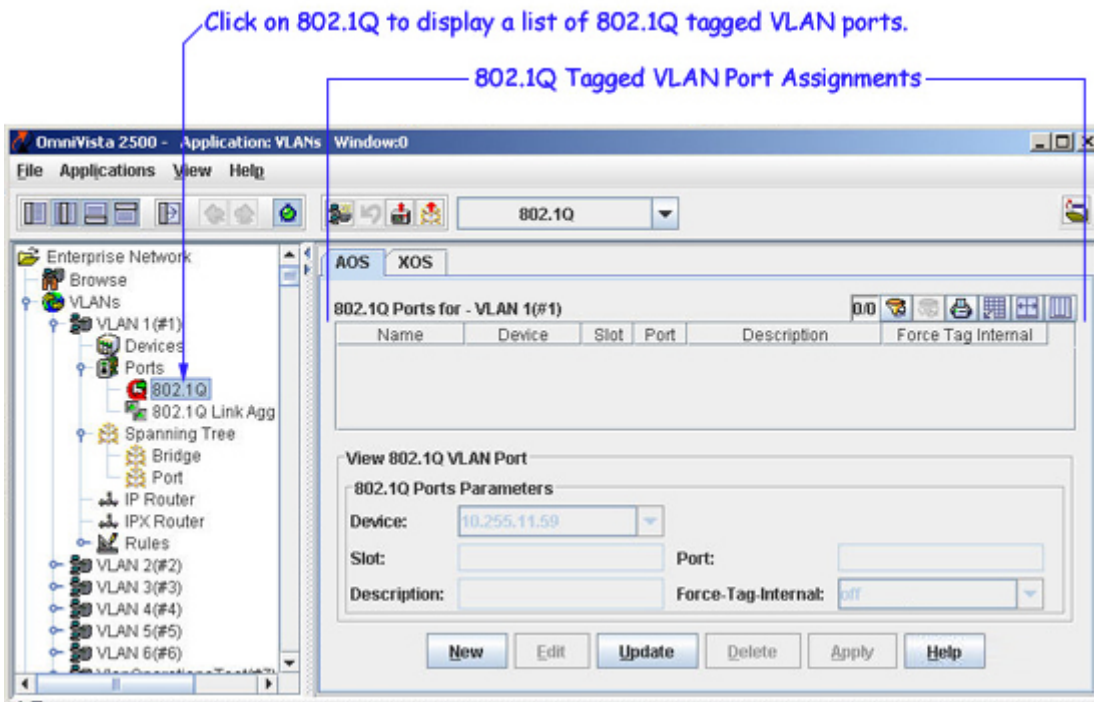 Click on 802.1Q to display a list of 802.1Q tagged VLAN ports.
802.1Q Tagged VLAN Port Assignments
OmniVista 2500 - Application: VLANs Window:0
File Applications View Help
802.1Q
Enterprise Network
Browse
VLANs
VLAN 1(#1)
Devices
Ports
802.1Q
802.1Q Link Agg
Spanning Tree
Bridge
Port
IP Router
IPX Router
Rules
VLAN 2(#2)
VLAN 3(#3)
VLAN 4(#4)
VLAN 5(#5)
VLAN 6(#6)
AOS XOS
802.1Q Ports for - VLAN 1(#1) 0/0
Name Device Slot Port Description Force Tag Internal
View 802.1Q VLAN Port
802.1Q Ports Parameters
Device: 10.255.11.59
Slot: Port:
Description: Force-Tag-Internal: off
New Edit Update Delete Apply Help